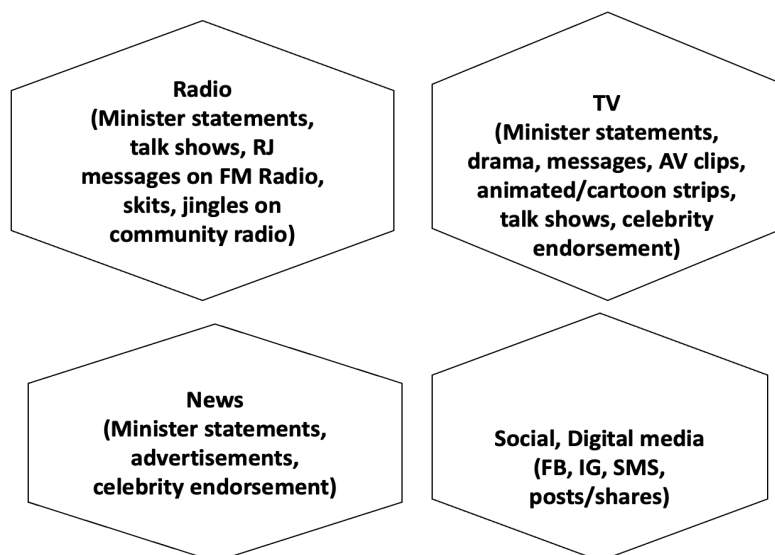 Radio
(Minister statements,
talk shows, RJ
messages on FM Radio,
skits, jingles on
community radio)
TV
(Minister statements,
drama, messages, AV clips,
animated/cartoon strips,
talk shows, celebrity
endorsement)
News
(Minister statements,
advertisements,
celebrity endorsement)
Social, Digital media
(FB, IG, SMS,
posts/shares)